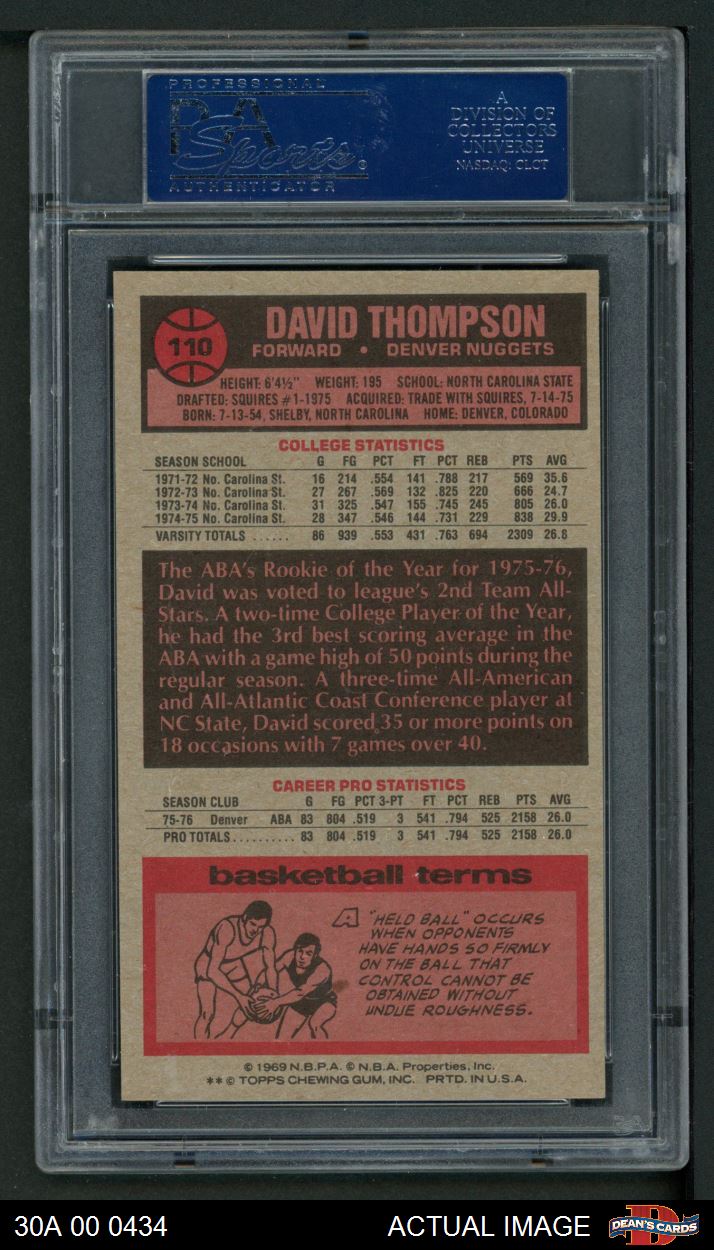 PROFESSIONAL
PSA
Sports
AUTHENTICATOR
A
DIVISION OF
COLLECTORS
UNIVERSE
NASDAQ: CLCT
110
DAVID THOMPSON
FORWARD • DENVER NUGGETS
HEIGHT: 6'4½" WEIGHT: 195 SCHOOL: NORTH CAROLINA STATE
DRAFTED: SQUIRES #1-1975 ACQUIRED: TRADE WITH SQUIRES, 7-14-75
BORN: 7-13-54, SHELBY, NORTH CAROLINA HOME: DENVER, COLORADO
COLLEGE STATISTICS
SEASON SCHOOL G FG PCT FT PCT REB PTS AVG
1971-72 No. Carolina St. 16 214 .554 141 .788 217 569 35.6
1972-73 No. Carolina St. 27 267 .569 132 .825 220 666 24.7
1973-74 No. Carolina St. 31 325 .547 155 .745 245 805 26.0
1974-75 No. Carolina St. 28 347 .546 144 .731 229 838 29.9
VARSITY TOTALS ...... 86 939 .553 431 .763 694 2309 26.8
The ABA's Rookie of the Year for 1975-76,
David was voted to league's 2nd Team All-
Stars. A two-time College Player of the Year,
he had the 3rd best scoring average in the
ABA with a game high of 50 points during the
regular season. A three-time All-American
and All-Atlantic Coast Conference player at
NC State, David scored 35 or more points on
18 occasions with 7 games over 40.
CAREER PRO STATISTICS
SEASON CLUB G FG PCT 3-PT FT PCT REB PTS AVG
75-76 Denver ABA 83 804 .519 3 541 .794 525 2158 26.0
PRO TOTALS.......... 83 804 .519 3 541 .794 525 2158 26.0
basketball terms
A "HELD BALL" OCCURS
WHEN OPPONENTS
HAVE HANDS SO FIRMLY
ON THE BALL THAT
CONTROL CANNOT BE
OBTAINED WITHOUT
UNDUE ROUGHNESS.
© 1969 N.B.P.A. © N.B.A. Properties, Inc.
** © TOPPS CHEWING GUM, INC. PRTD. IN U.S.A.
30A 00 0434
ACTUAL IMAGE
DEAN'S CARDS